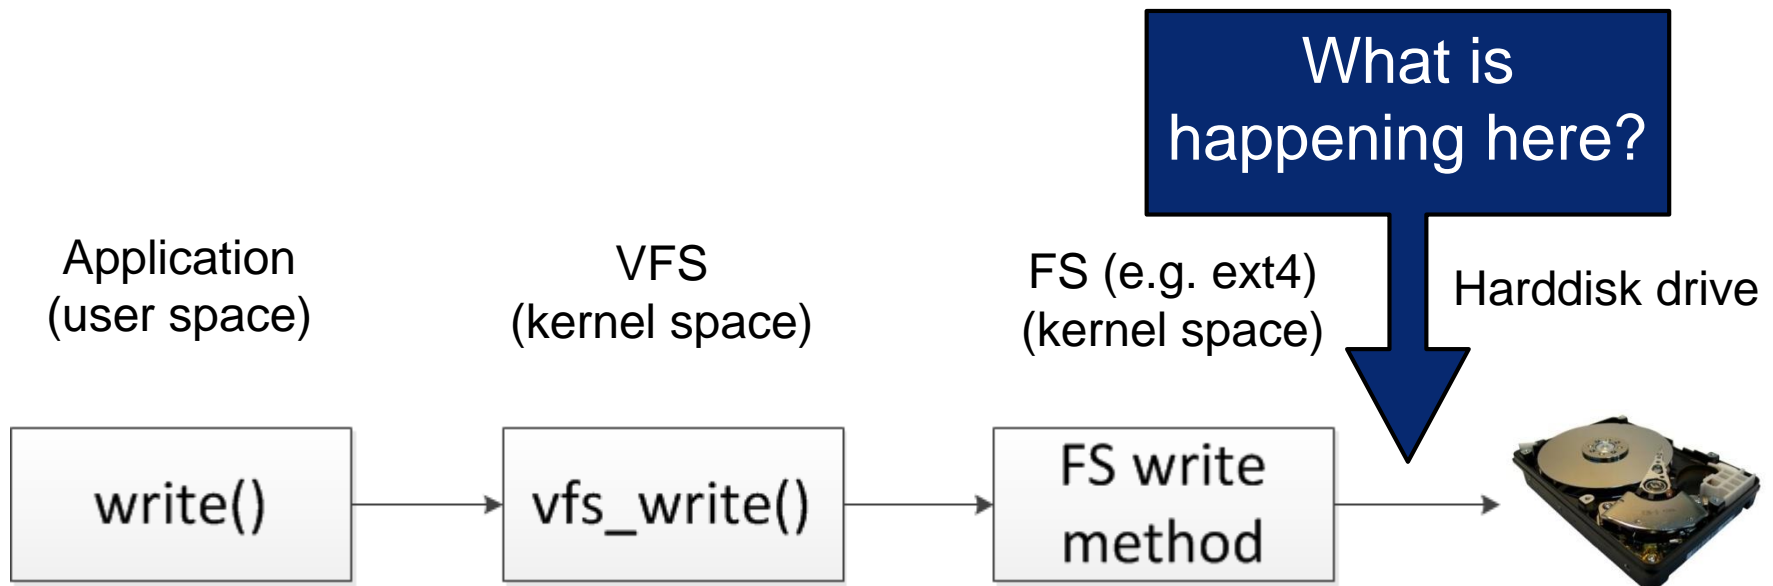 What is
happening here?
Application
(user space)
VFS
(kernel space)
FS (e.g. ext4)
(kernel space)
Harddisk drive
write()
vfs_write()
FS write
method